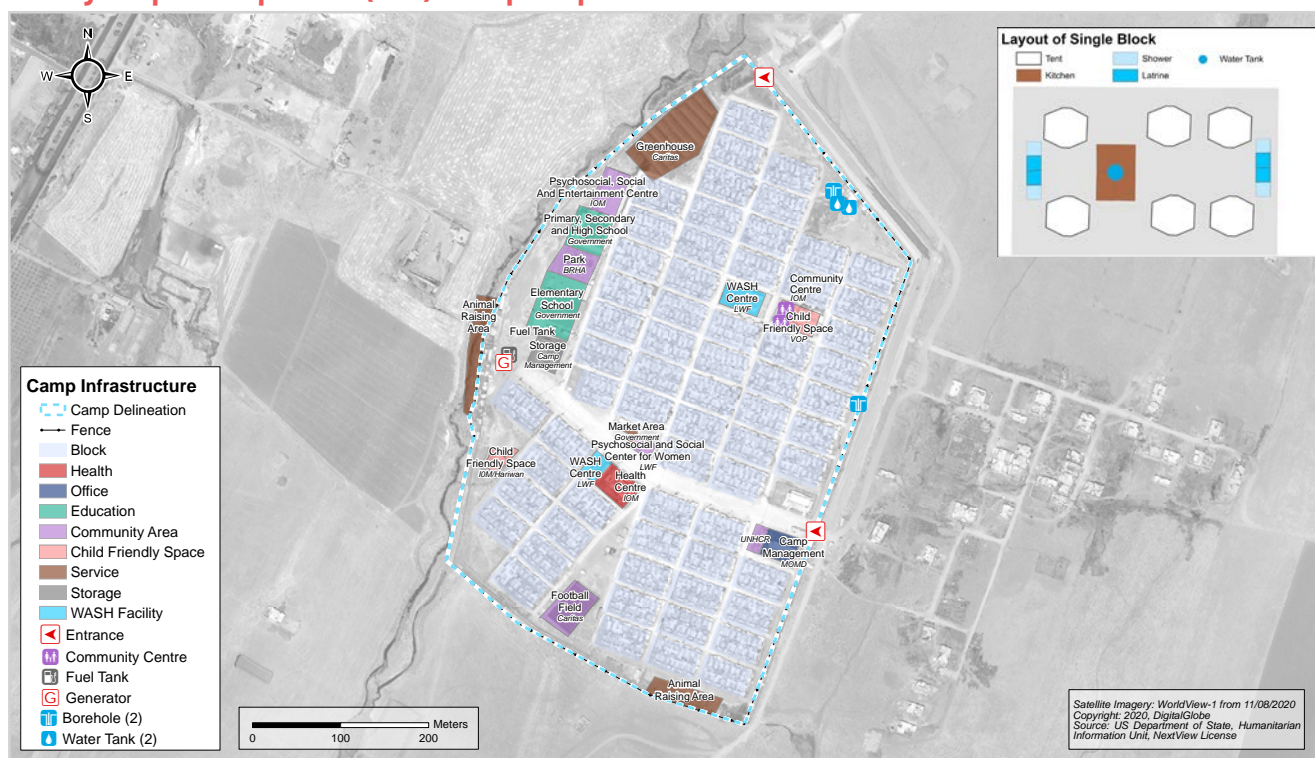 N
W
E
S
Layout of Single Block
Tent
Shower
Water Tank
Kitchen
Latrine
Greenhouse
Caritas
Psychosocial, Social
And Entertainment Centre
IOM
Primary, Secondary
and High School
Government
Park
BRHA
Elementary
School
Government
Animal
Raising
Area
Fuel Tank
G
Storage
Camp
Management
WASH
Centre
LWF
Community
Centre
IOM
Child
Friendly Space
VOP
Market Area
Government
Psychosocial and Social
Center for Women
LWF
Child
Friendly Space
IOM/Hariwan
WASH
Centre
LWF
Health
Centre
IOM
UNHCR
Camp
Management
MOMD
Football
Field
Caritas
Animal
Raising Area
Camp Infrastructure
Camp Delineation
Fence
Block
Health
Office
Education
Community Area
Child Friendly Space
Service
Storage
WASH Facility
Entrance
Community Centre
Fuel Tank
G Generator
Borehole (2)
Water Tank (2)
Meters
0 100 200
Satellite Imagery: WorldView-1 from 11/08/2020
Copyright: 2020, DigitalGlobe
Source: US Department of State, Humanitarian
Information Unit, NextView License